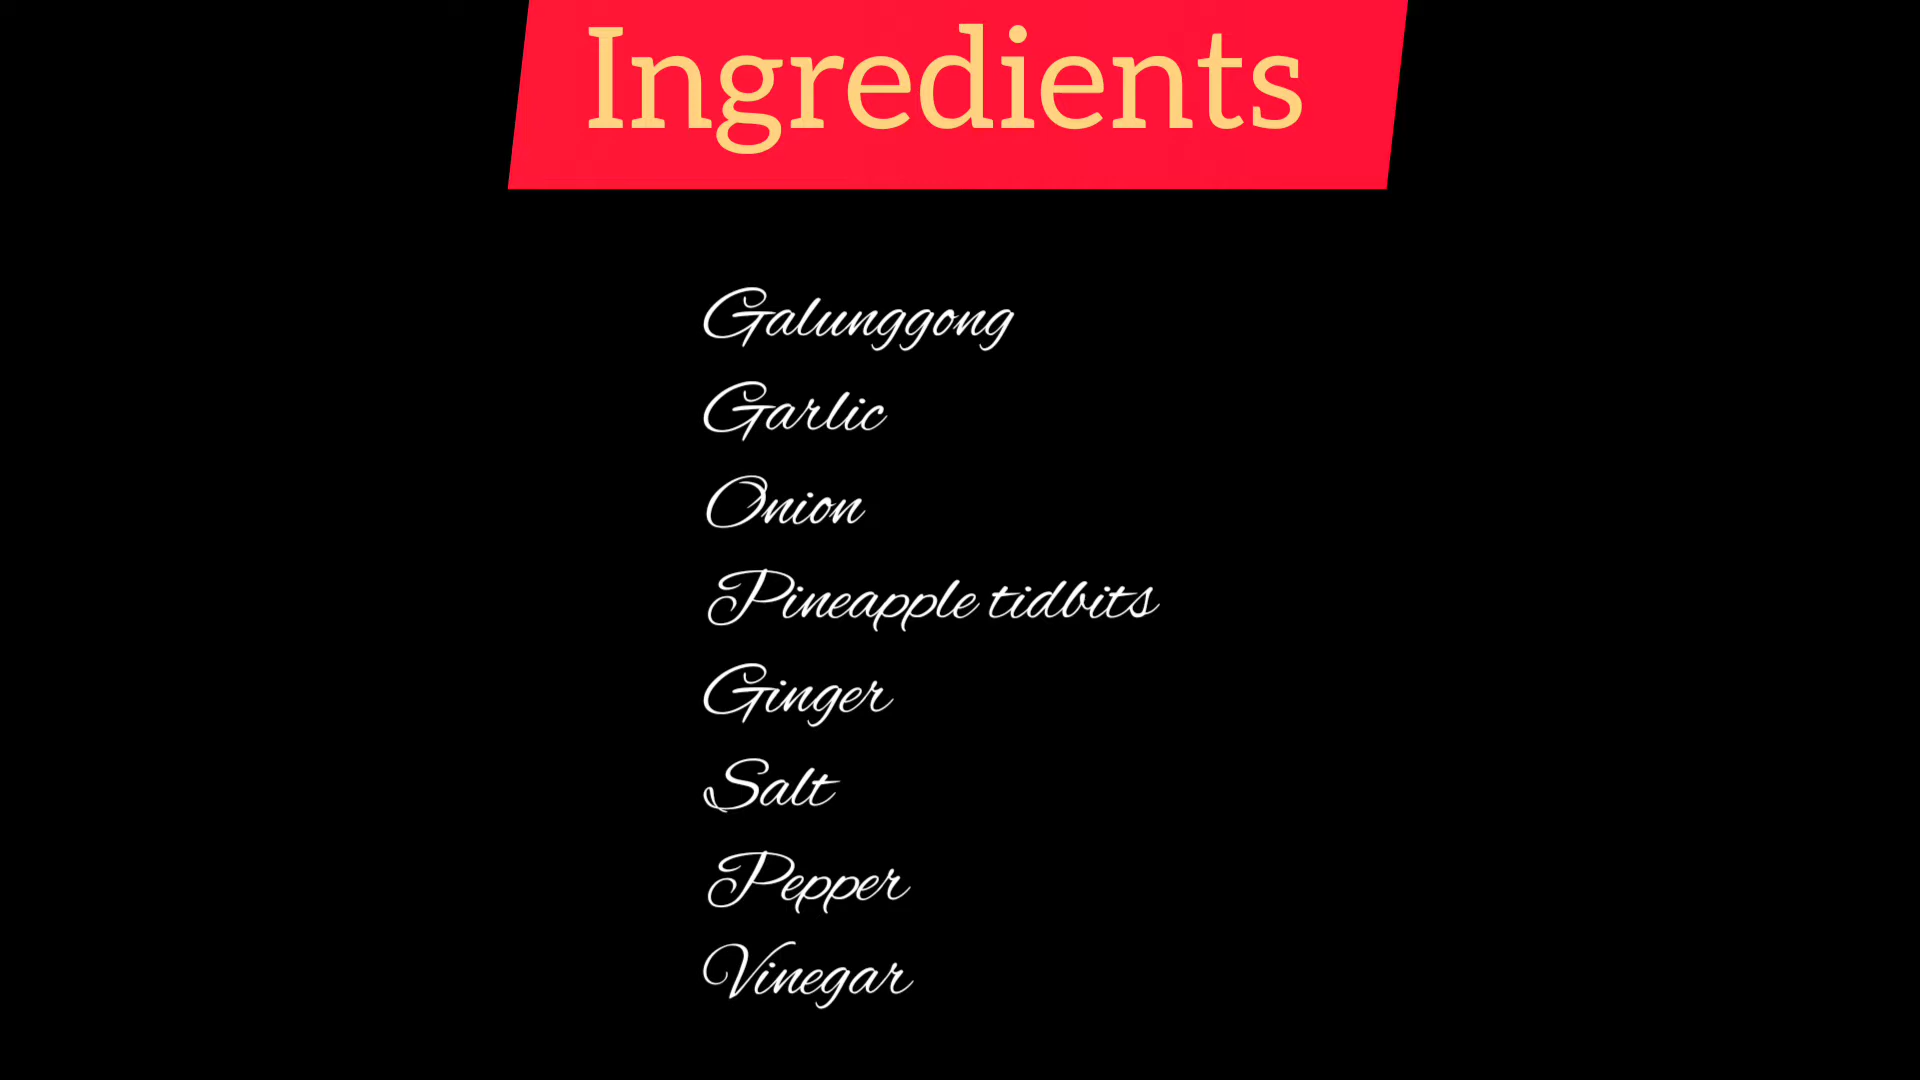 Ingredients
Galunggong
Garlic
Onion
Pineapple tidbits
Ginger
Salt
Pepper
Vinegar